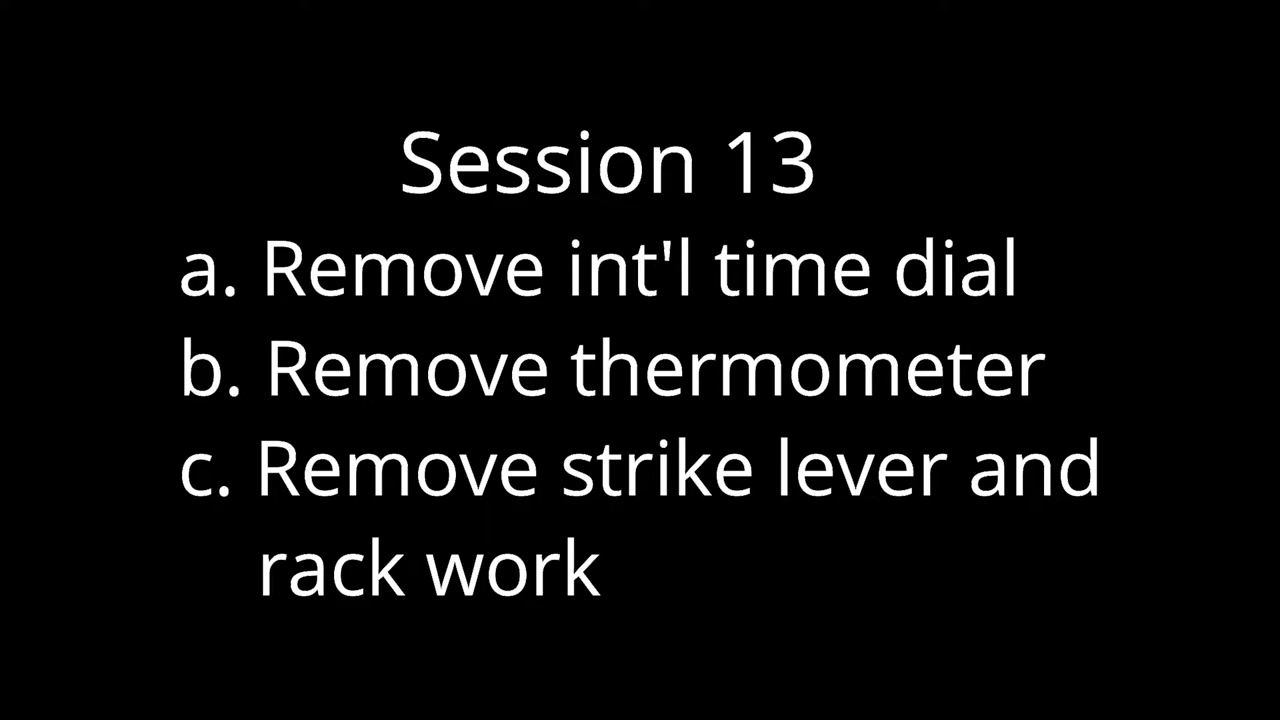 Session 13
a. Remove int'l time dial
b. Remove thermometer
c. Remove strike lever and
rack work